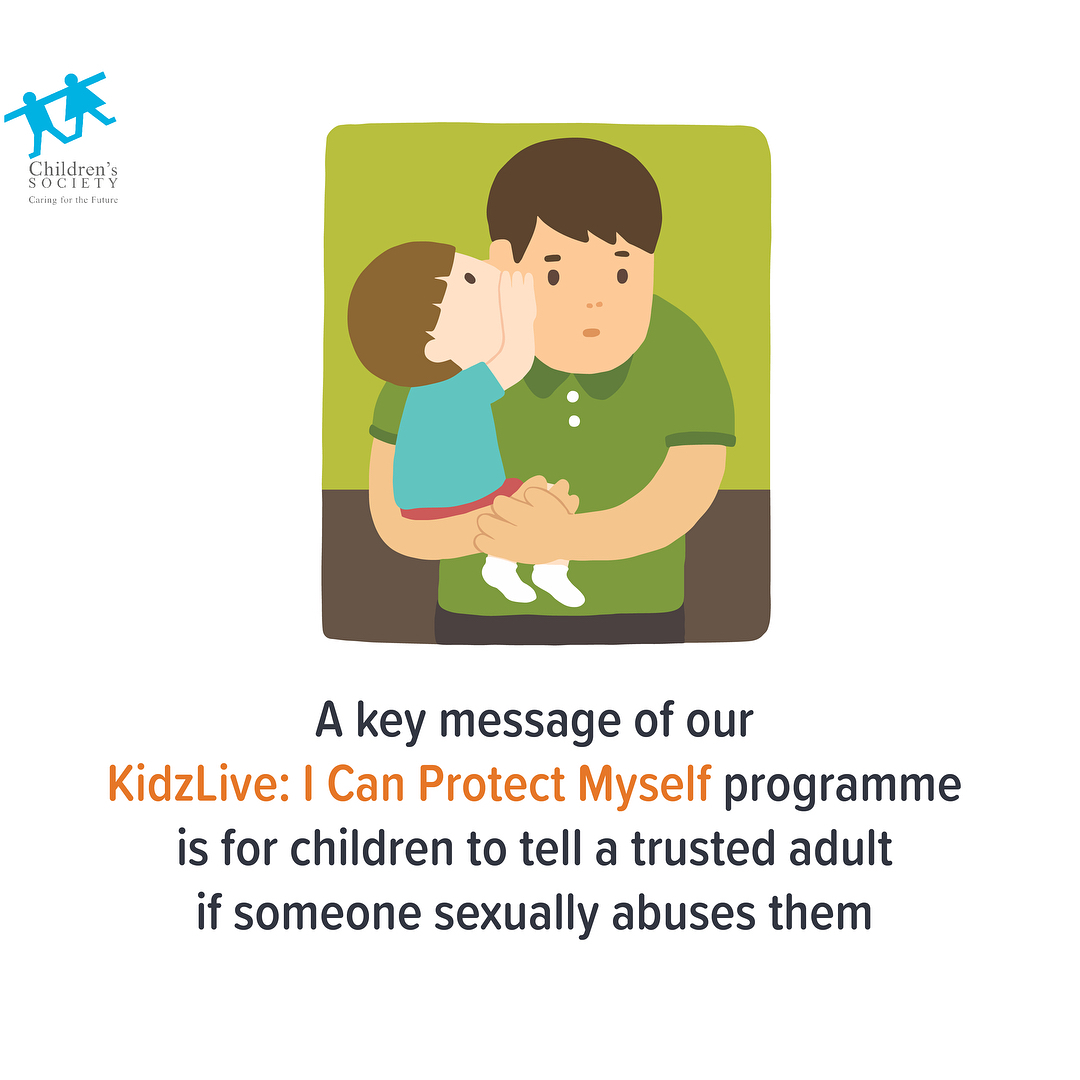 Children's
SOCIETY
Caring for the Future
A key message of our
KidzLive: I Can Protect Myself programme
is for children to tell a trusted adult
if someone sexually abuses them